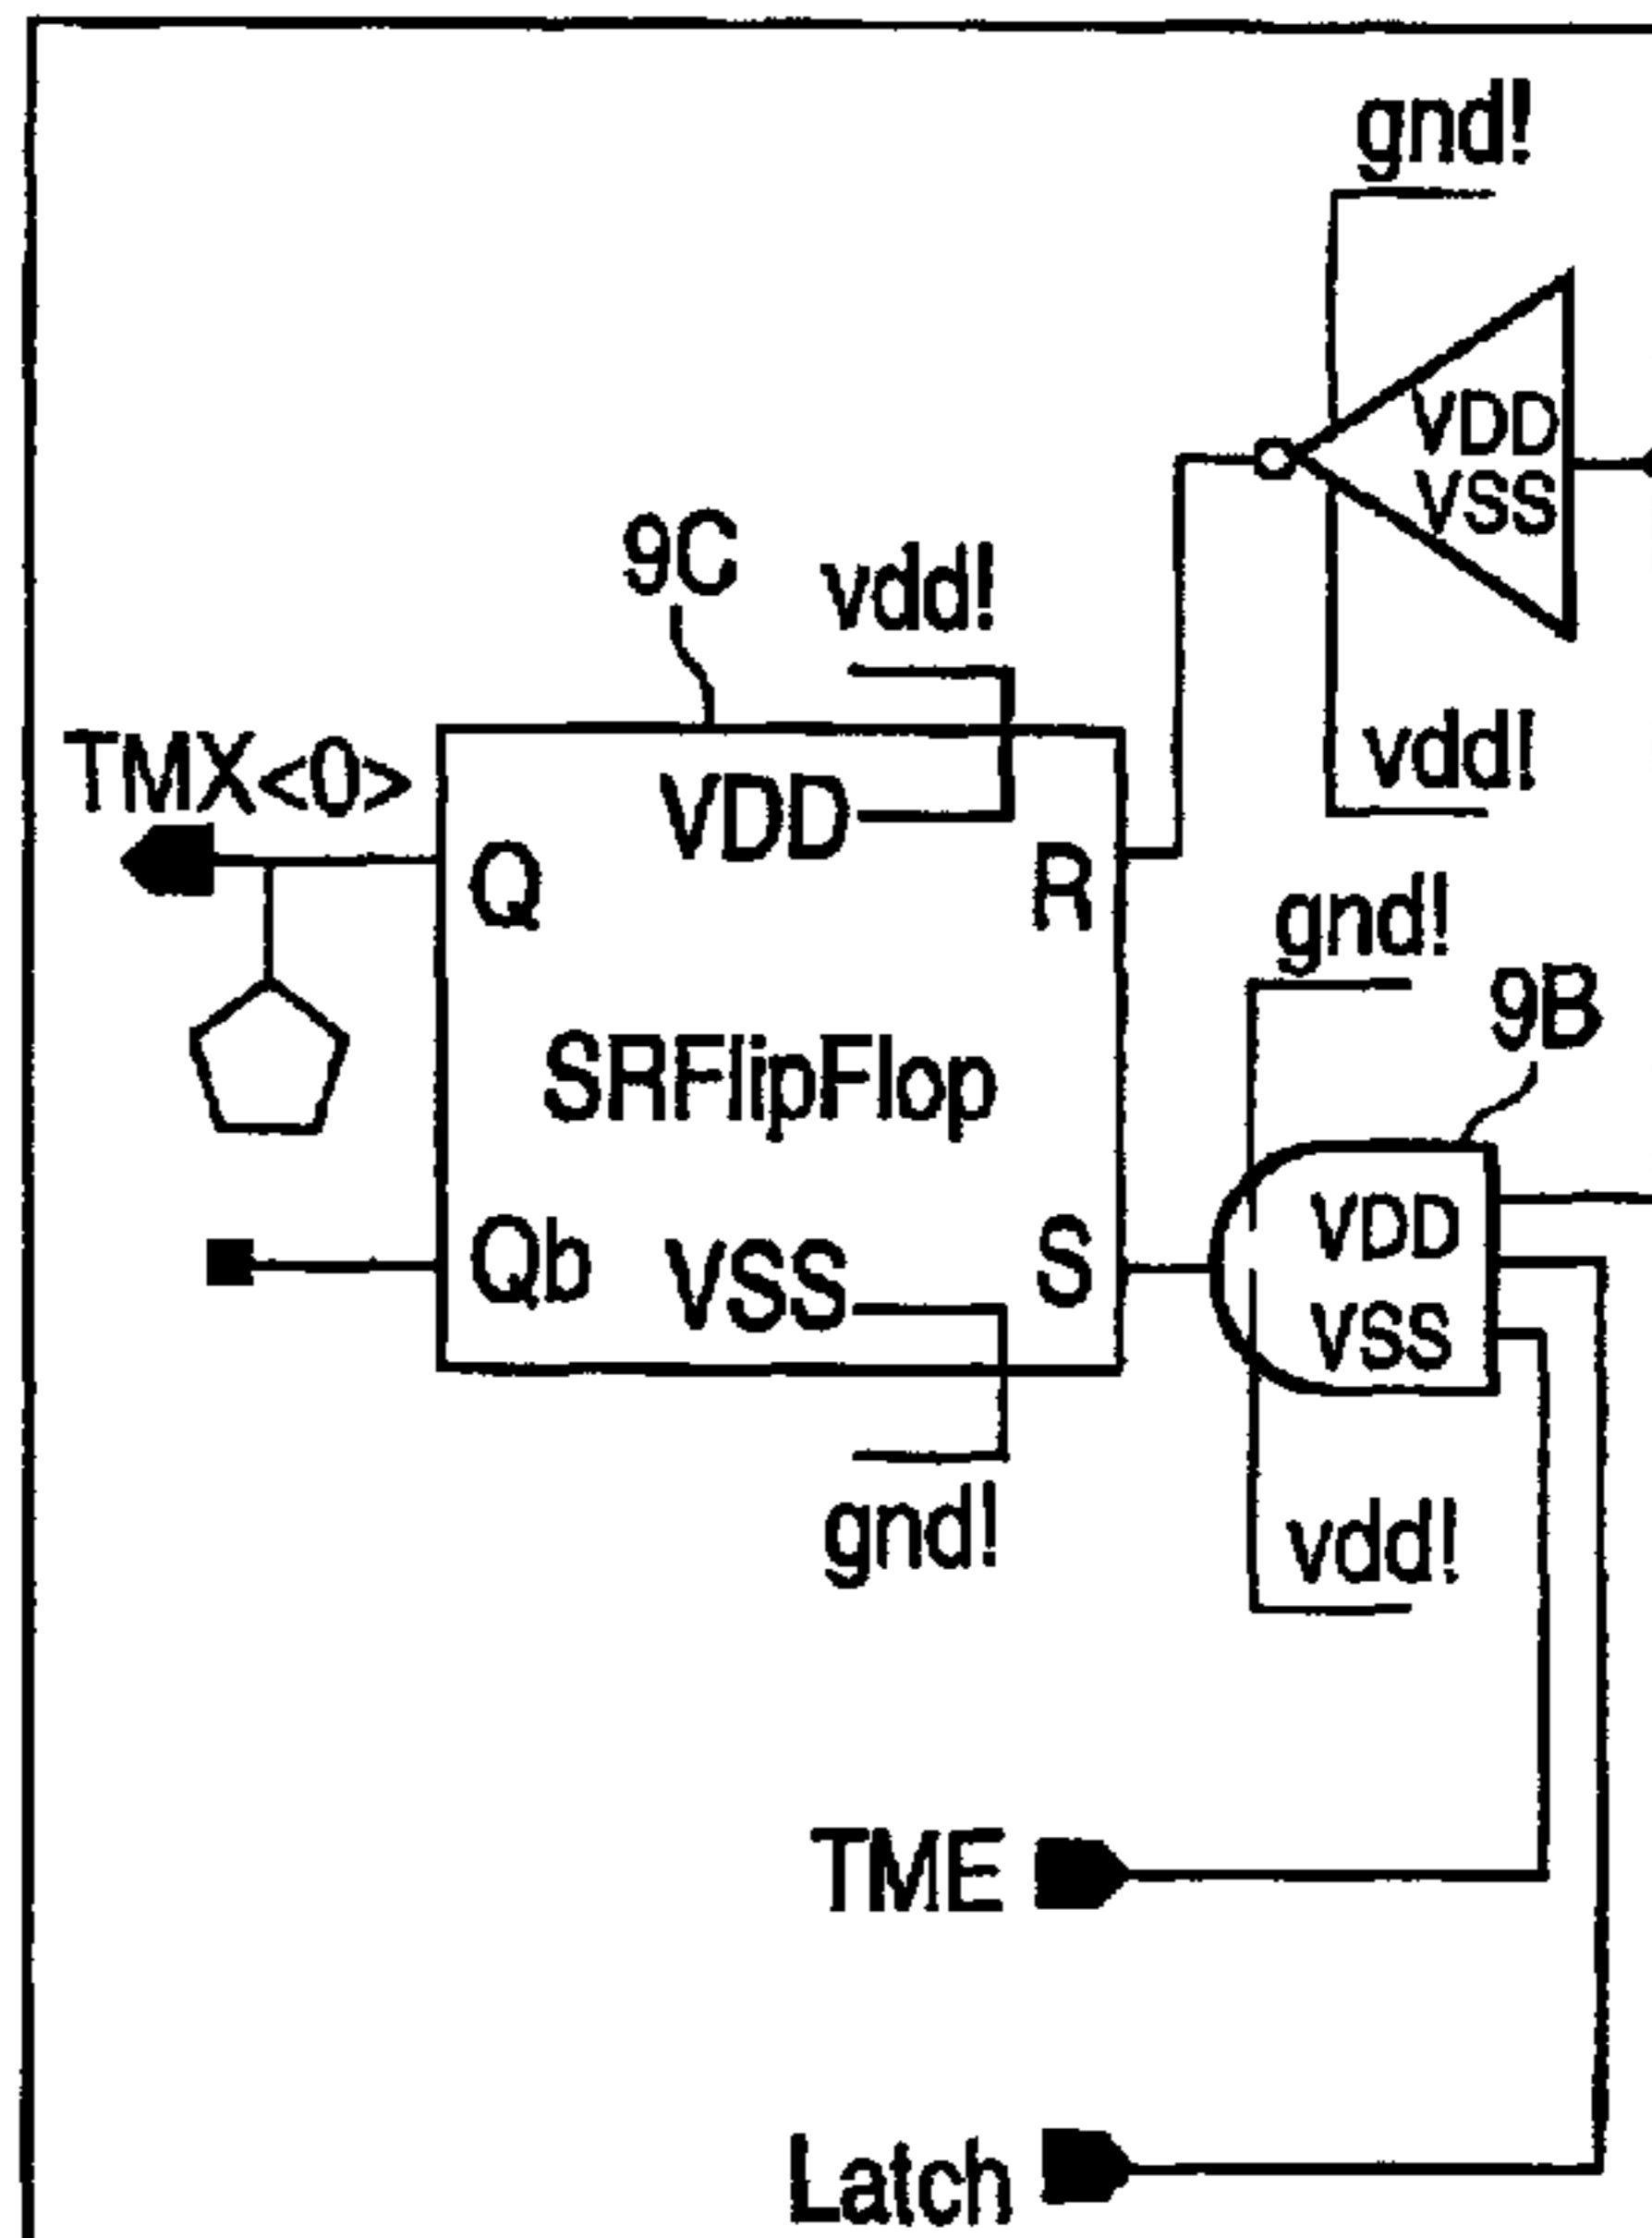 gnd!
VDD
VSS
9C
vdd!
TMX<0>
vdd!
VDD
Q
R
gnd!
9B
SRFlipFlop
VDD
Qb
VSS
S
VSS
gnd!
vdd!
TME
Latch